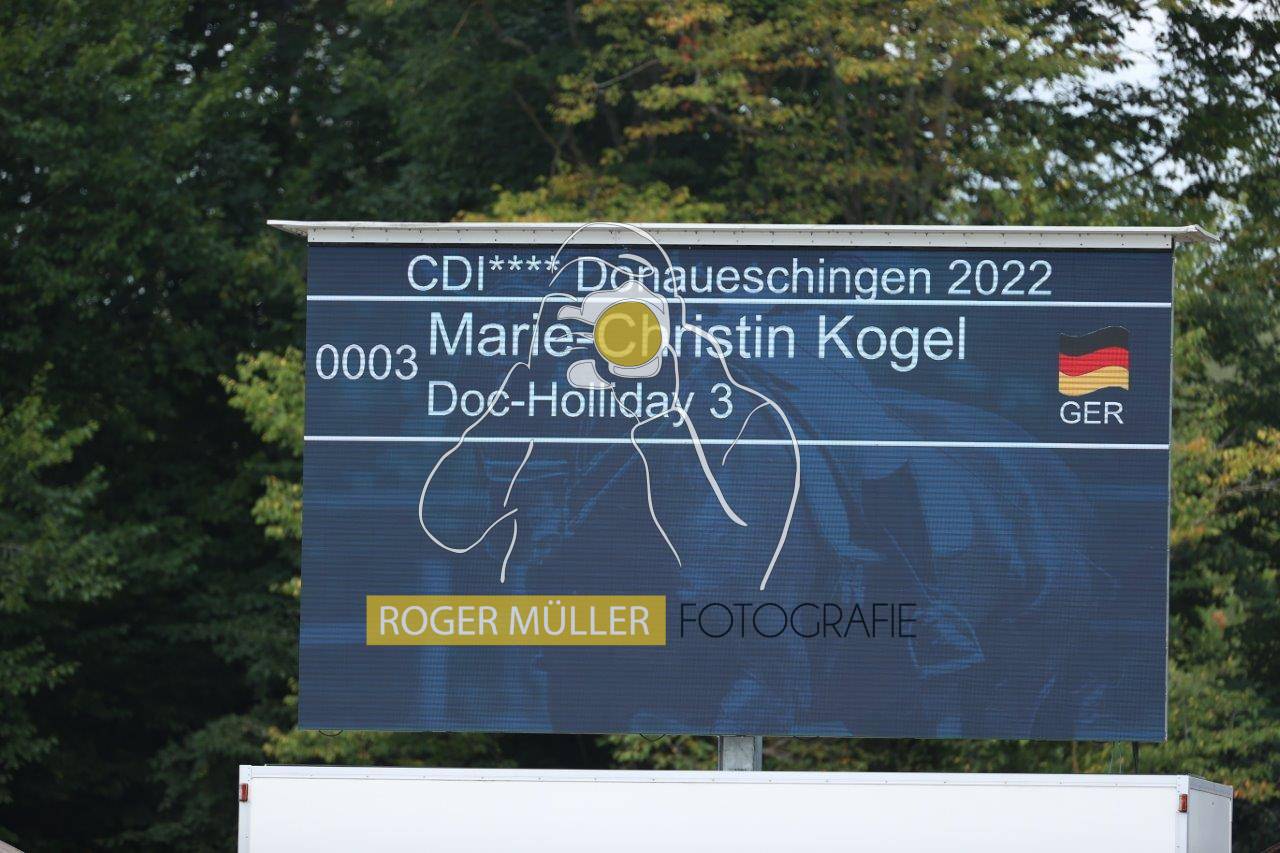 CDI**** Donaueschingen 2022
Marie-Christin Kogel
0003
Doc-Holliday 3
GER
ROGER MÜLLER FOTOGRAFIE